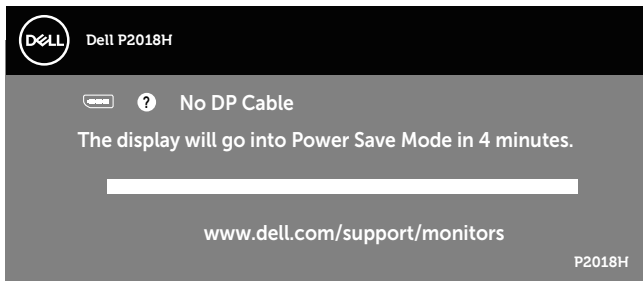 DELL
Dell P2018H
? No DP Cable
The display will go into Power Save Mode in 4 minutes.
www.dell.com/support/monitors
P2018H